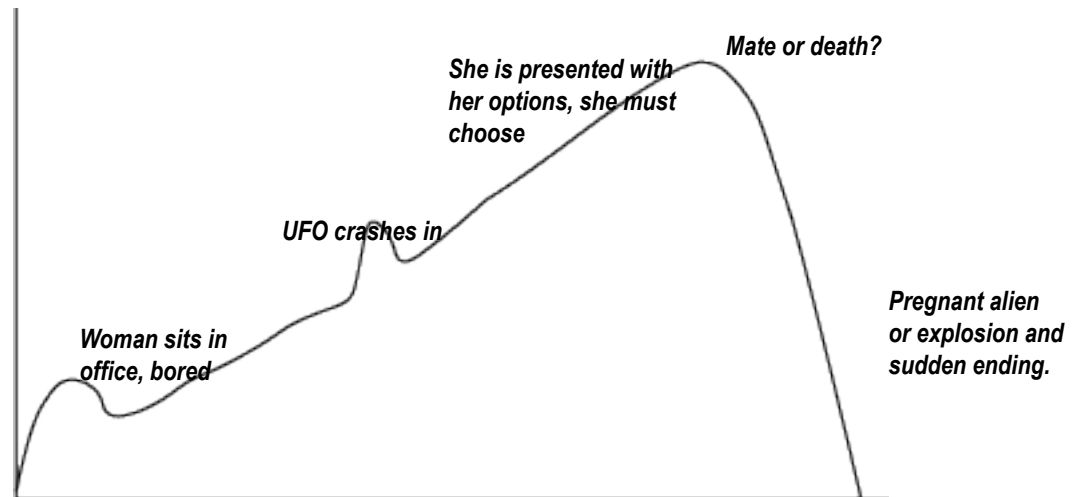 Mate or death?
She is presented with
her options, she must
choose
UFO crashes in
Woman sits in
office, bored
Pregnant alien
or explosion and
sudden ending.